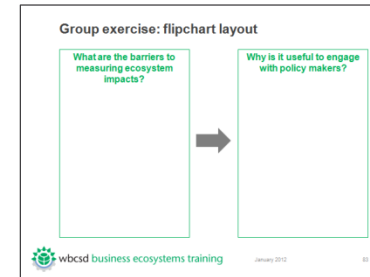 Group exercise: flipchart layout
What are the barriers to
measuring ecosystem
impacts?
Why is it useful to engage
with policy makers?
wbcsd business ecosystems training
January 2012